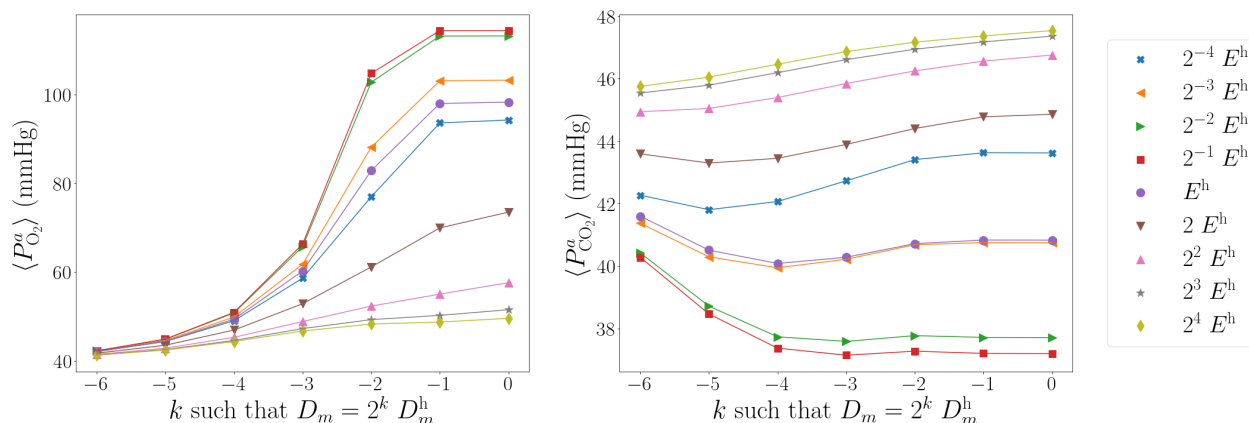 100
80
60
40
⟨P^a_{O_2}⟩ (mmHg)
−6 −5 −4 −3 −2 −1 0
k such that D_m = 2^k D_m^h
48
46
44
42
40
38
⟨P^a_{CO_2}⟩ (mmHg)
−6 −5 −4 −3 −2 −1 0
k such that D_m = 2^k D_m^h
2^{−4} E^h
2^{−3} E^h
2^{−2} E^h
2^{−1} E^h
E^h
2 E^h
2^2 E^h
2^3 E^h
2^4 E^h